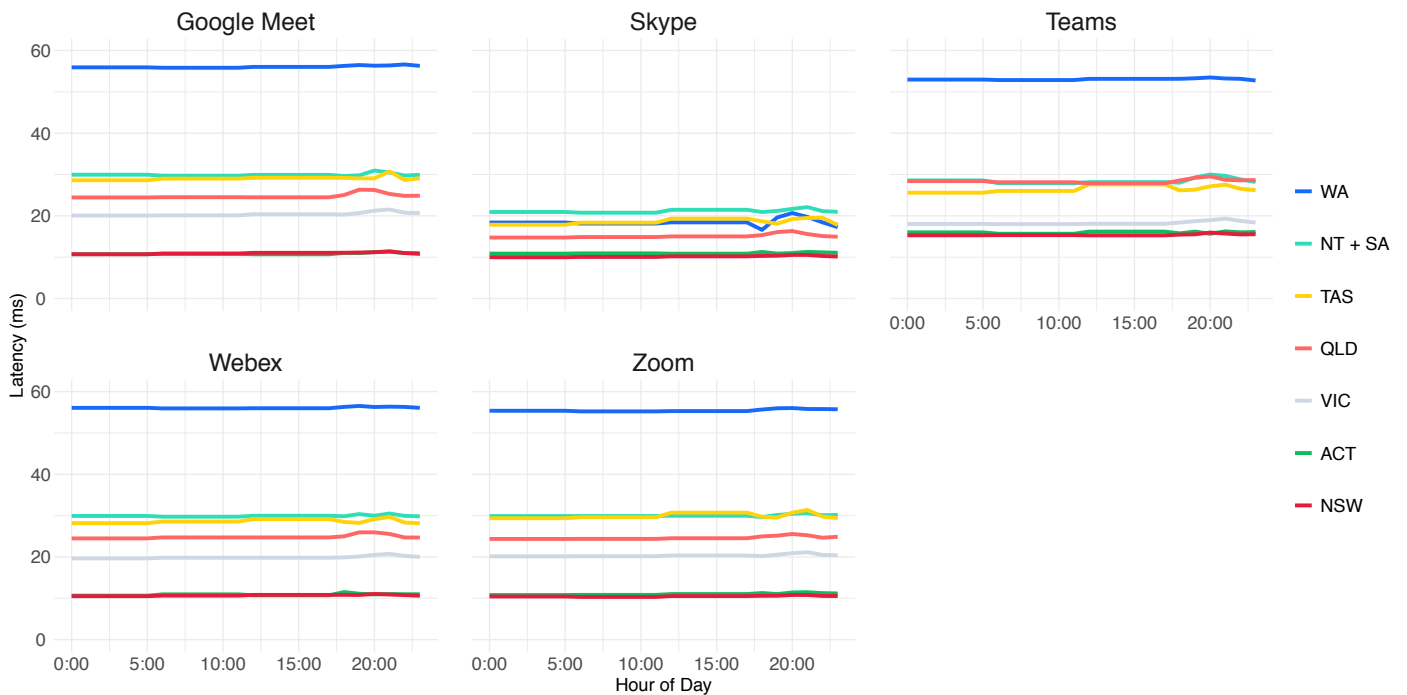 Google Meet
Skype
Teams
60
40
20
0
0:00 5:00 10:00 15:00 20:00
WA
NT + SA
TAS
QLD
VIC
ACT
NSW
Latency (ms)
Webex
Zoom
60
40
20
0
0:00 5:00 10:00 15:00 20:00
0:00 5:00 10:00 15:00 20:00
Hour of Day